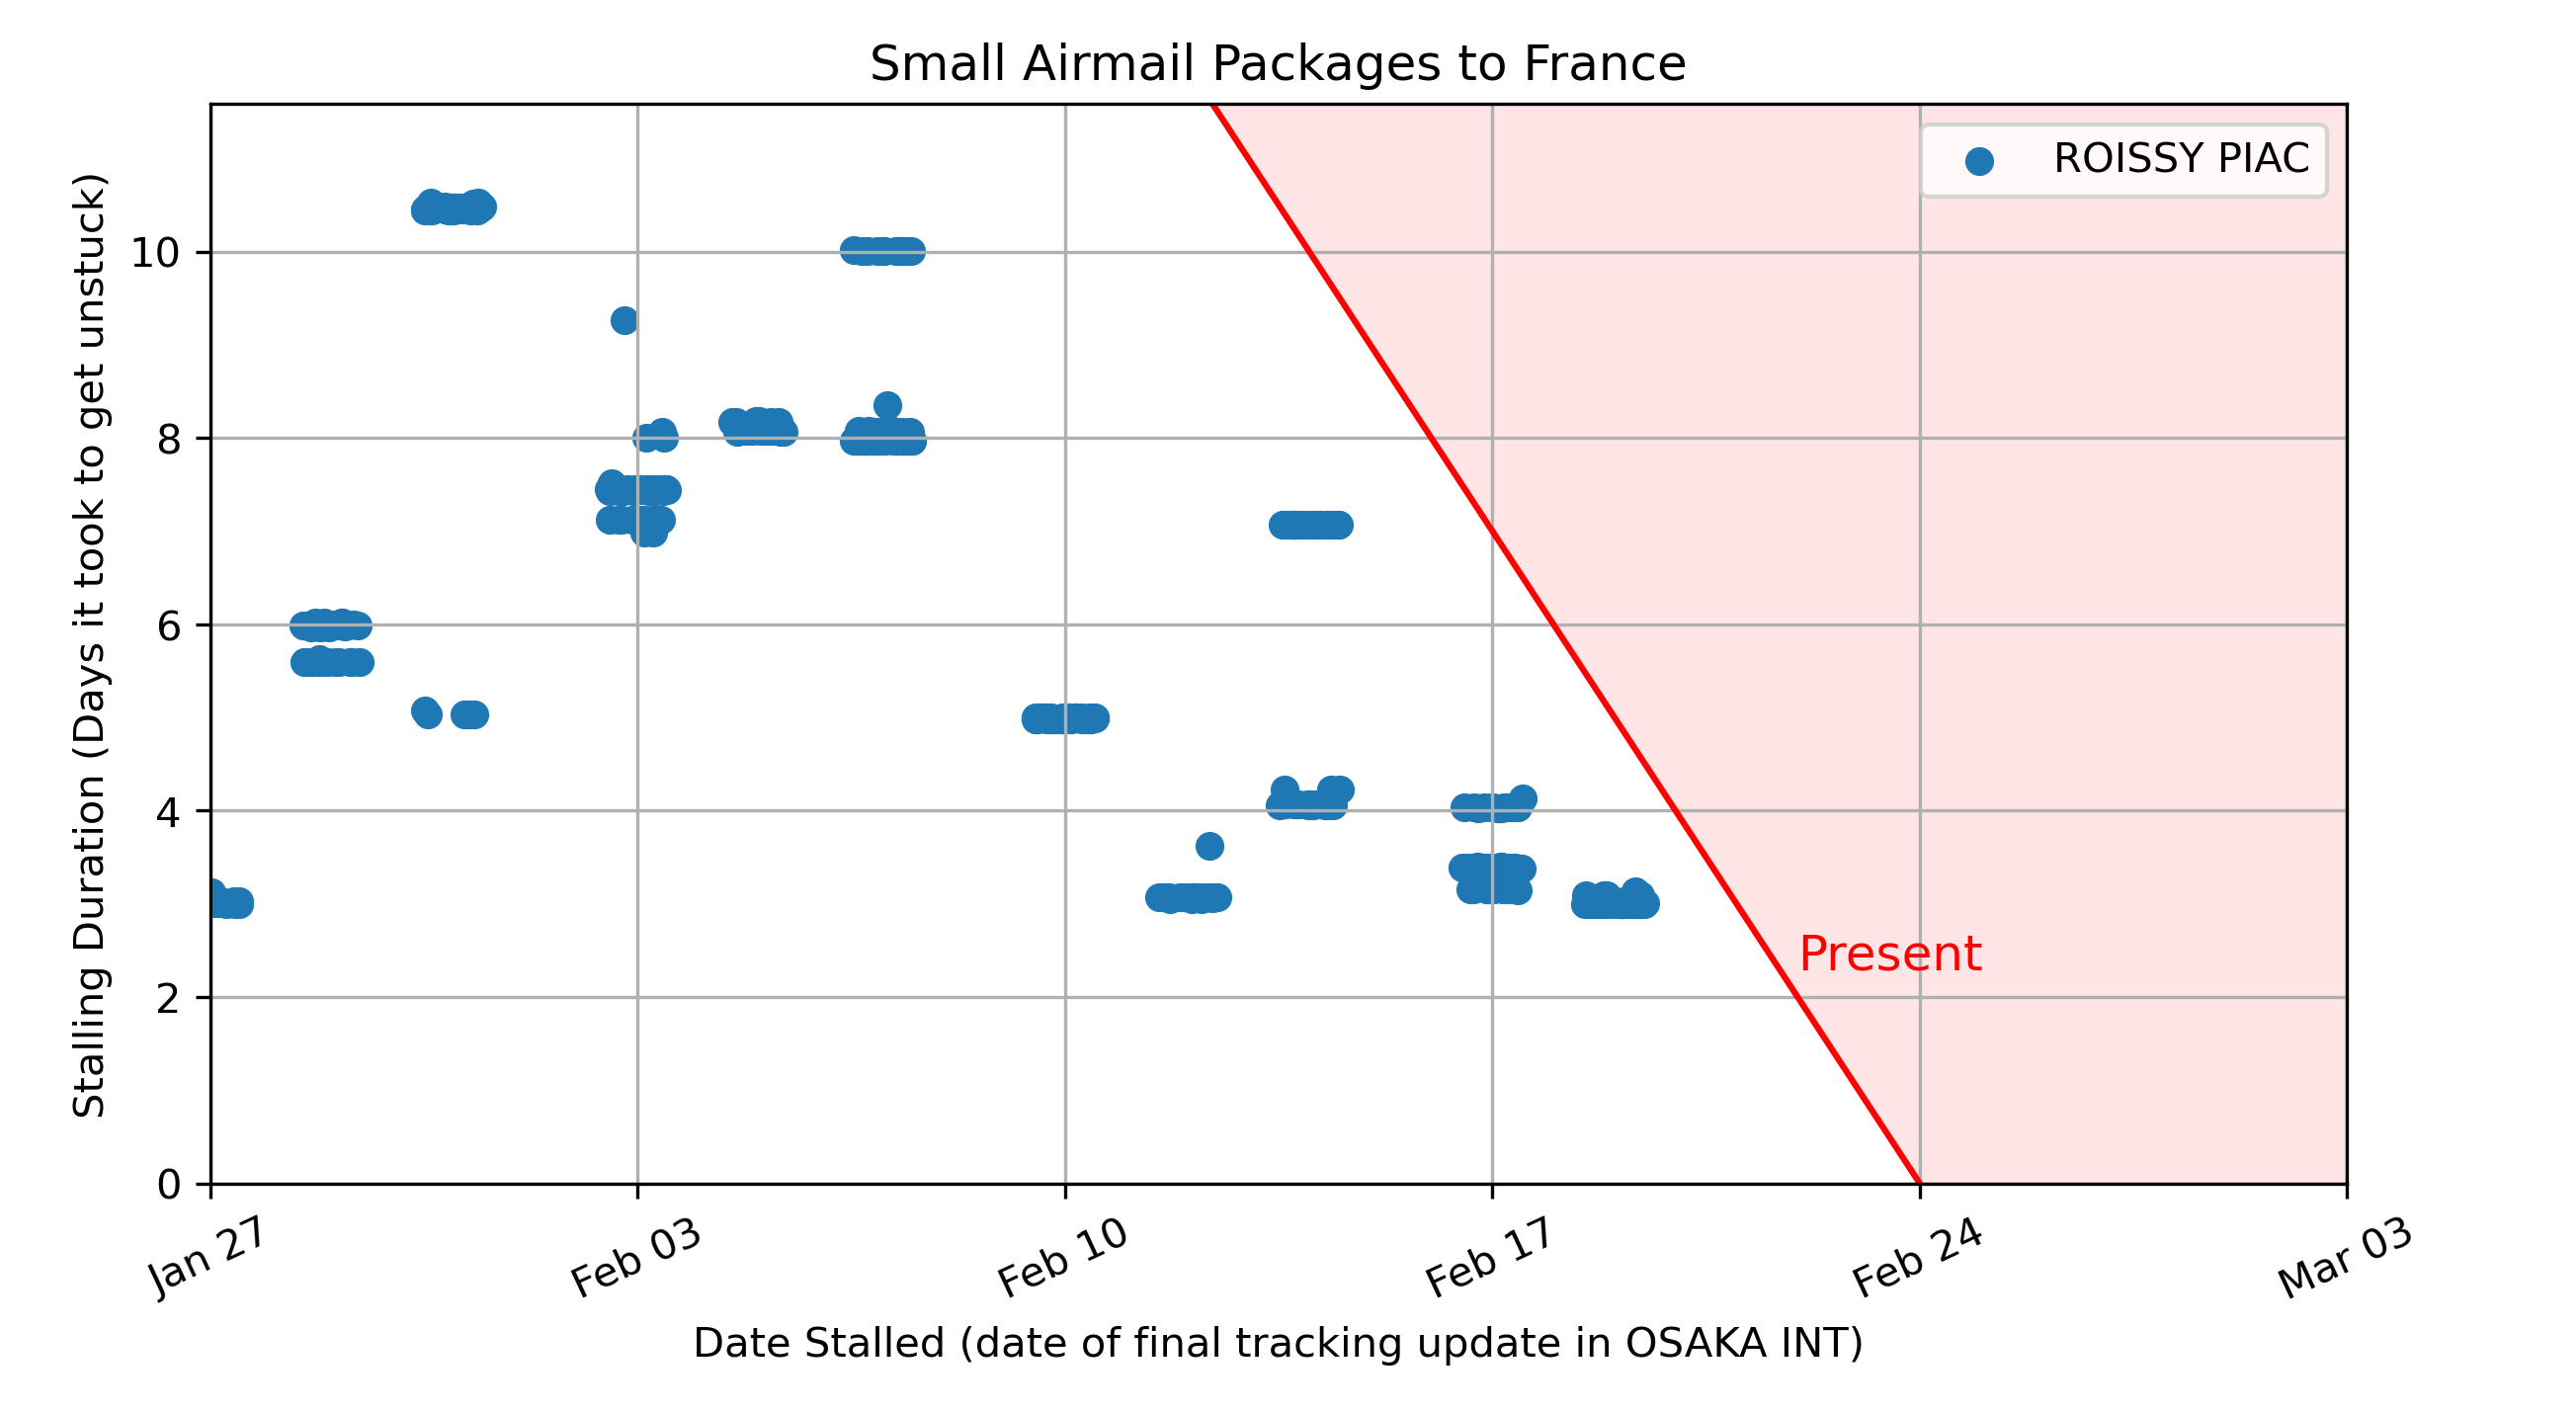 Small Airmail Packages to France
Stalling Duration (Days it took to get unstuck)
10
8
6
4
2
0
ROISSY PIAC
Present
Jan 27
Feb 03
Feb 10
Feb 17
Feb 24
Mar 03
Date Stalled (date of final tracking update in OSAKA INT)